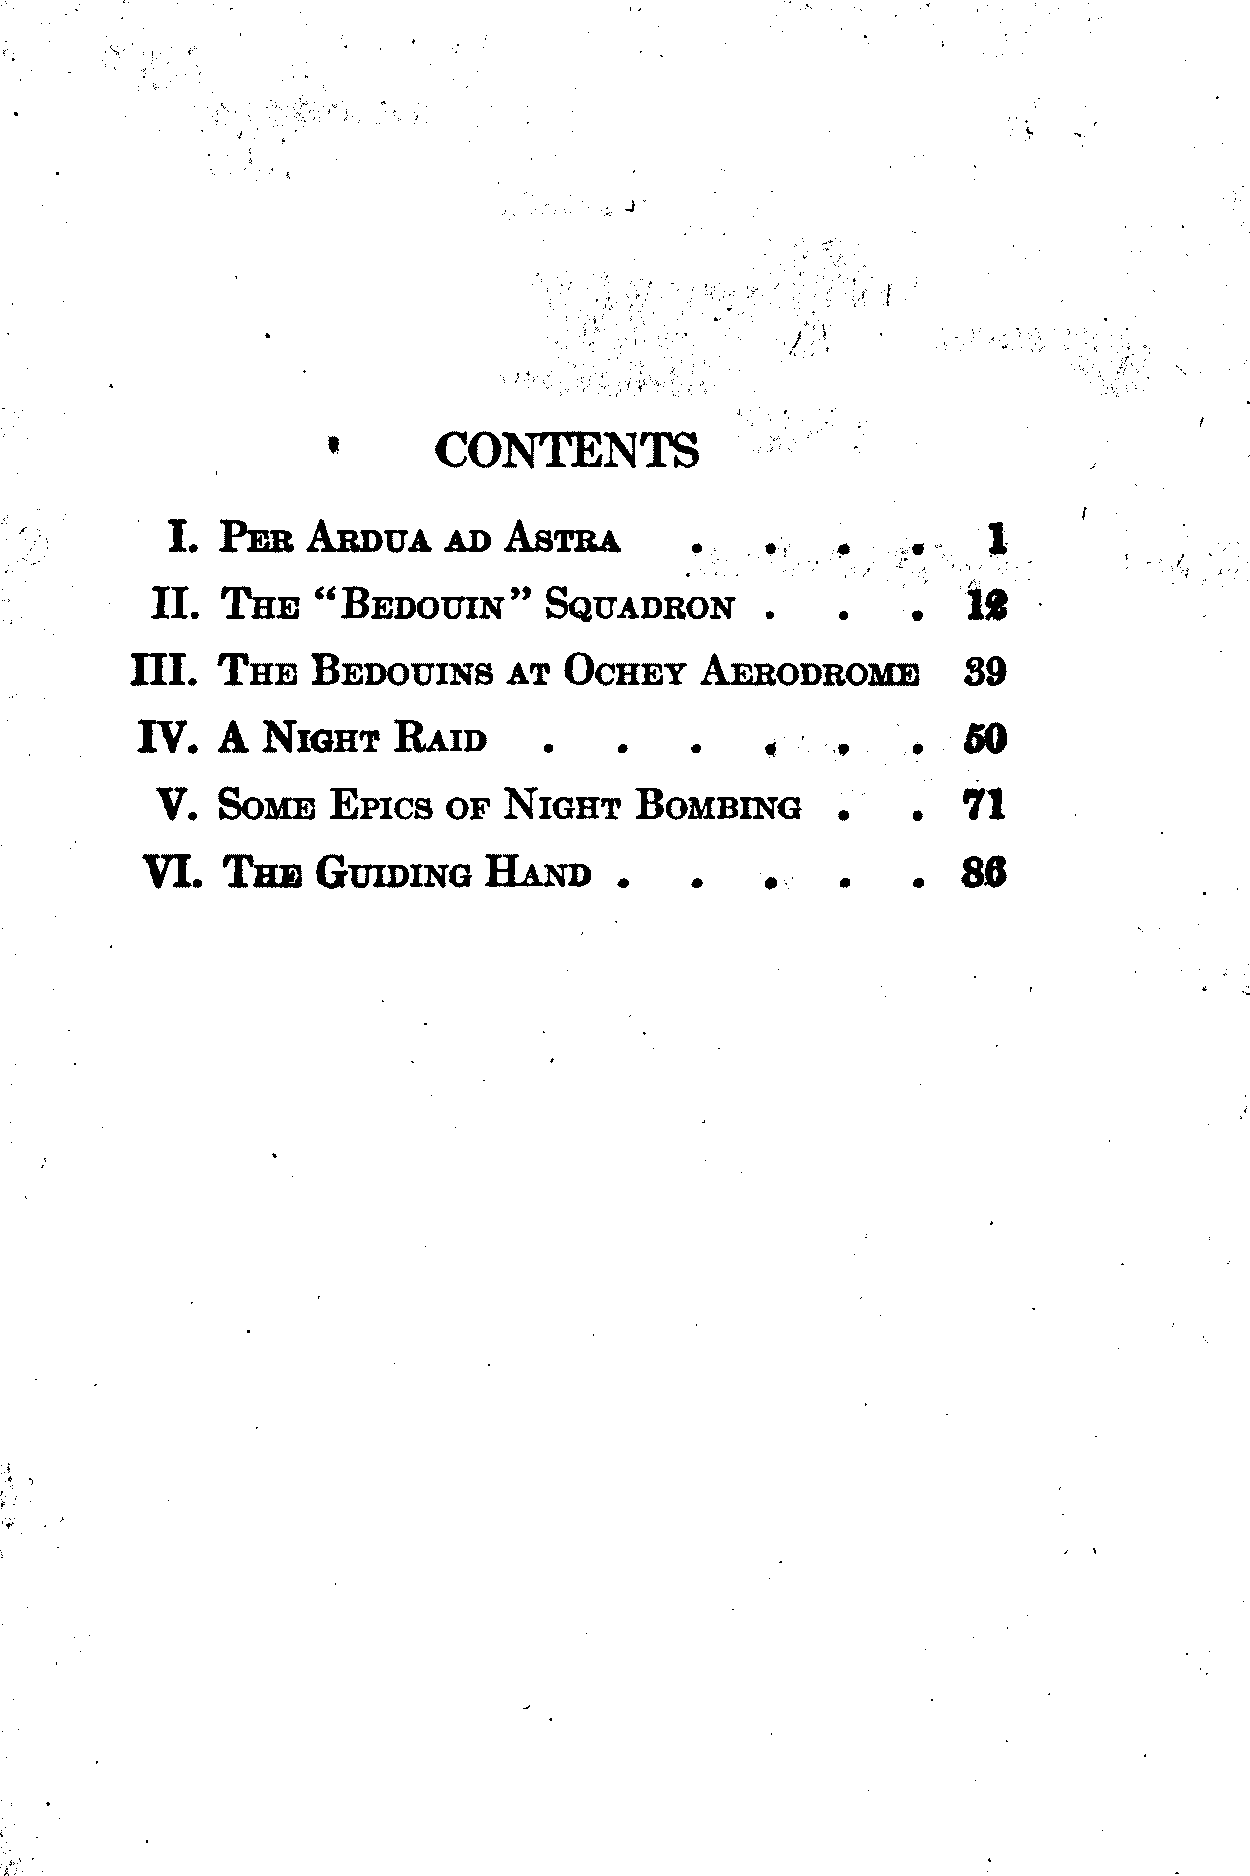 CONTENTS
I. Per Ardua ad Astra . . . . 1
II. The “Bedouin” Squadron . . . 12
III. The Bedouins at Ochey Aerodrome 39
IV. A Night Raid . . . . . . 50
V. Some Epics of Night Bombing . . 71
VI. The Guiding Hand . . . . . 86